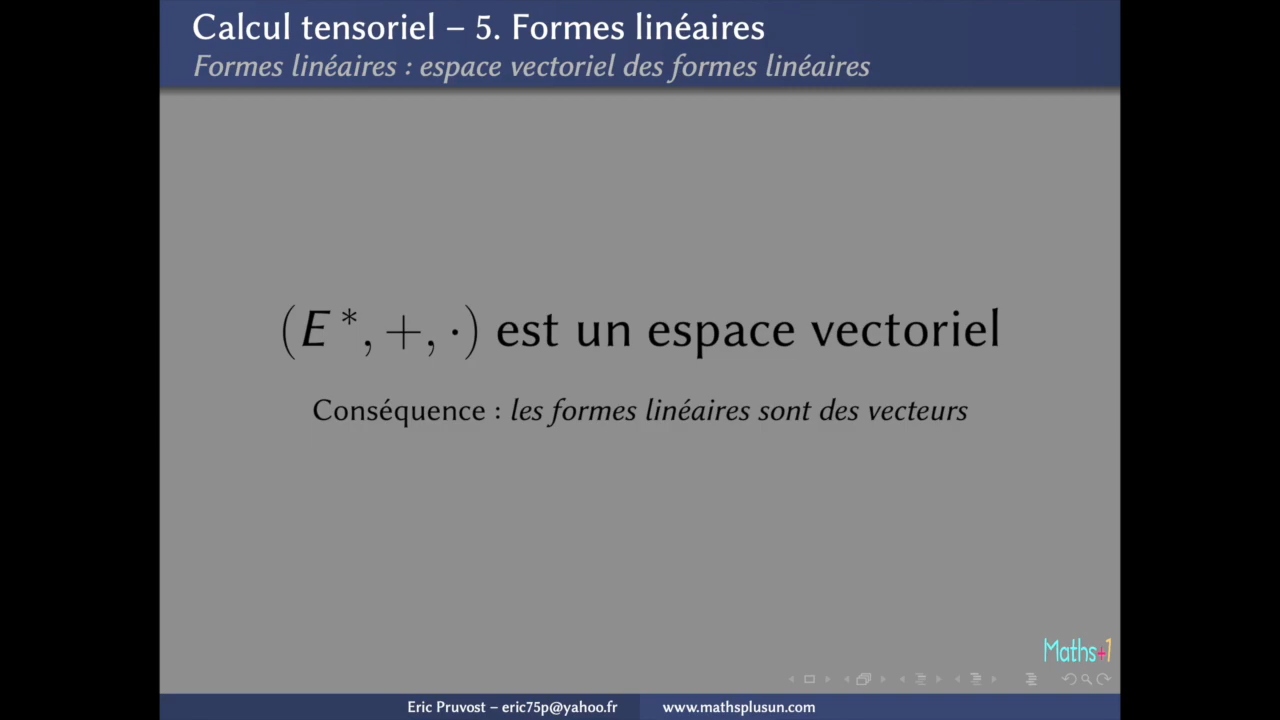 Calcul tensoriel – 5. Formes linéaires
Formes linéaires : espace vectoriel des formes linéaires
(E*, +, ·) est un espace vectoriel
Conséquence : les formes linéaires sont des vecteurs
Maths+1
Eric Pruvost – eric75p@yahoo.fr www.mathsplusun.com